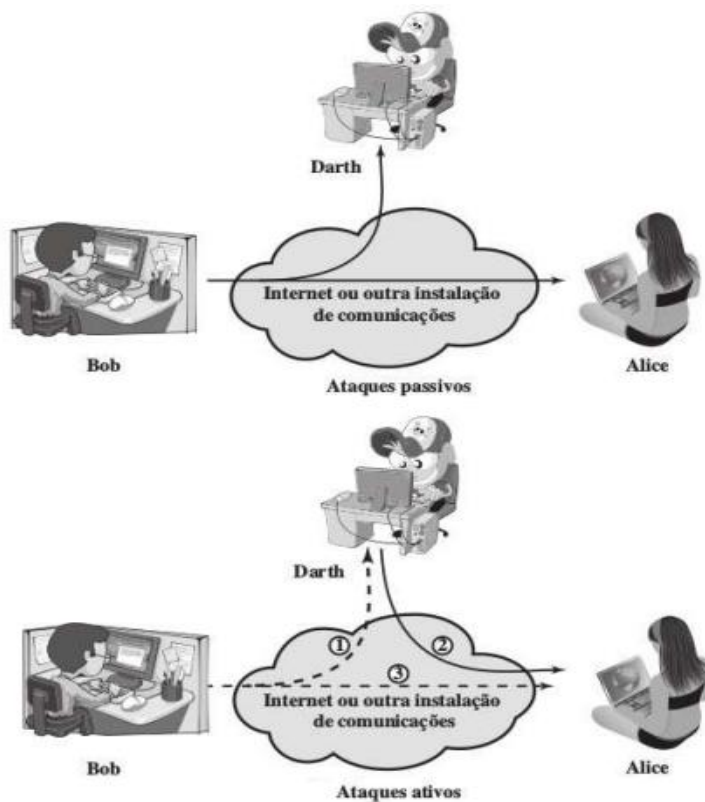 Darth
Internet ou outra instalação
de comunicações
Bob
Alice
Ataques passivos
Darth
①
②
③
Internet ou outra instalação
de comunicações
Bob
Alice
Ataques ativos